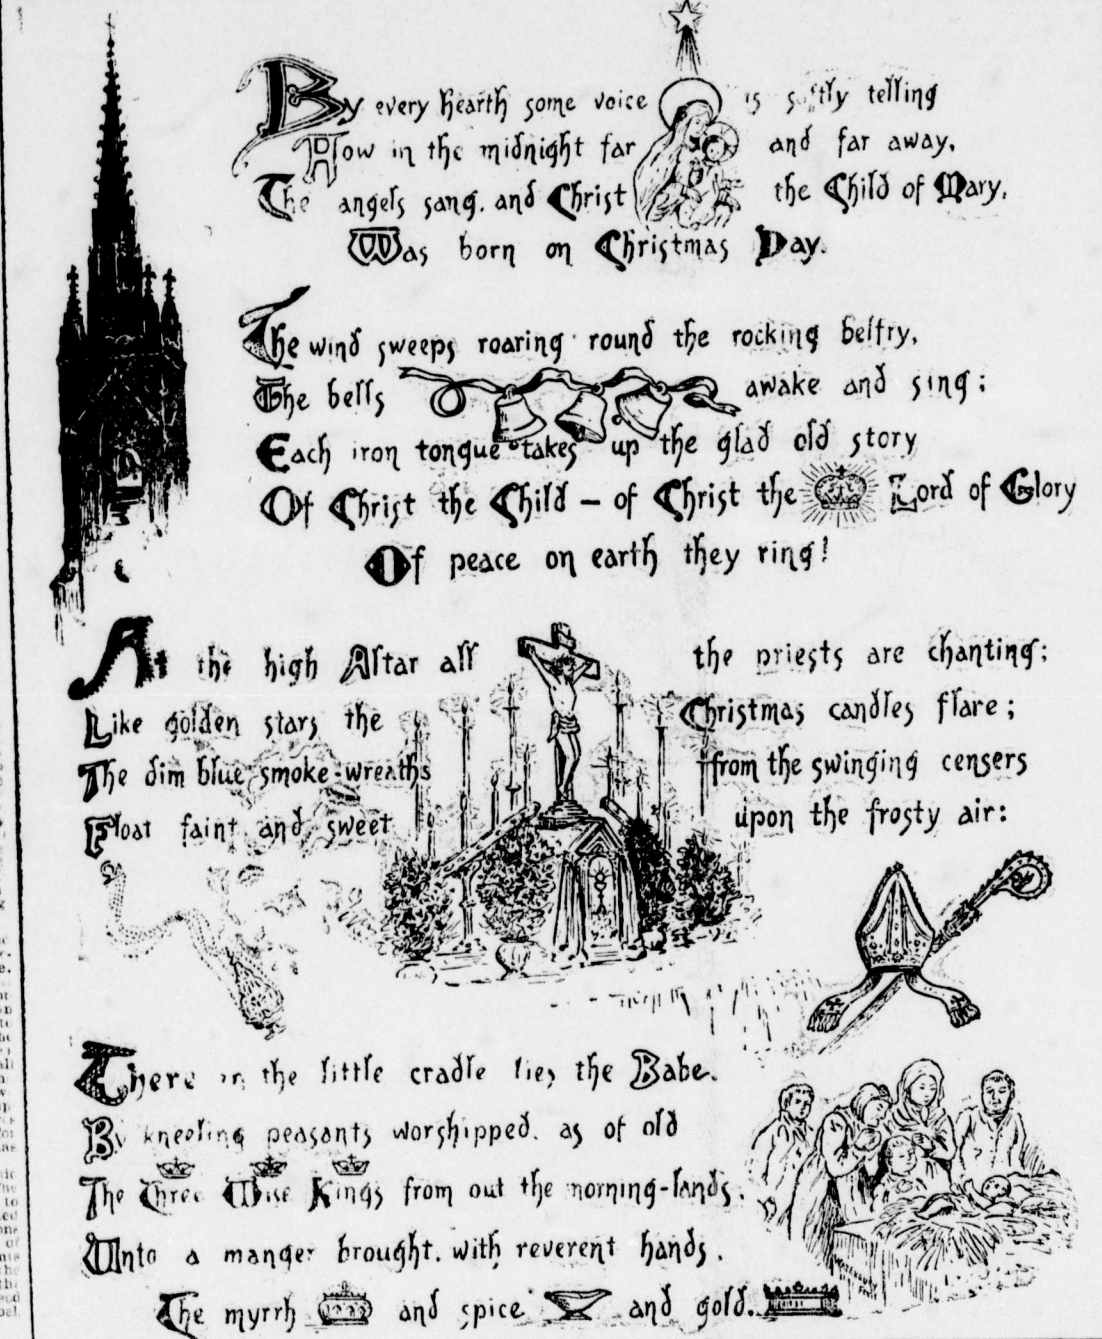 By every hearth some voice is softly telling
How in the midnight far and far away,
The angels sang, and Christ the Child of Mary,
Was born on Christmas Day.
The wind sweeps roaring round the rocking belfry,
The bells awake and sing;
Each iron tongue takes up the glad old story
Of Christ the Child – of Christ the Lord of Glory
Of peace on earth they ring!
At the high Altar all the priests are chanting;
Like golden stars the Christmas candles flare;
The dim blue smoke-wreaths from the swinging censers
Float faint and sweet upon the frosty air:
There in the little cradle lies the Babe.
By kneeling peasants worshipped, as of old
The Three Wise Kings from out the morning-lands,
Unto a manger brought, with reverent hands,
The myrrh and spice and gold.